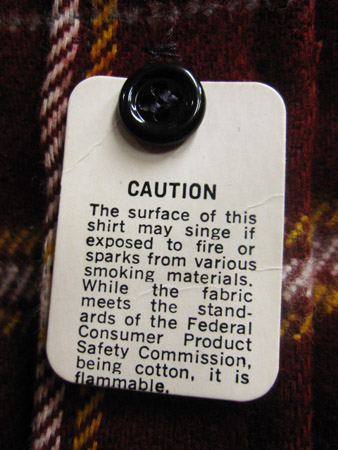 CAUTION
The surface of this
shirt may singe if
exposed to fire or
sparks from various
smoking materials.
While the fabric
meets the stand-
ards of the Federal
Consumer Product
Safety Commission,
being cotton, it is
flammable.